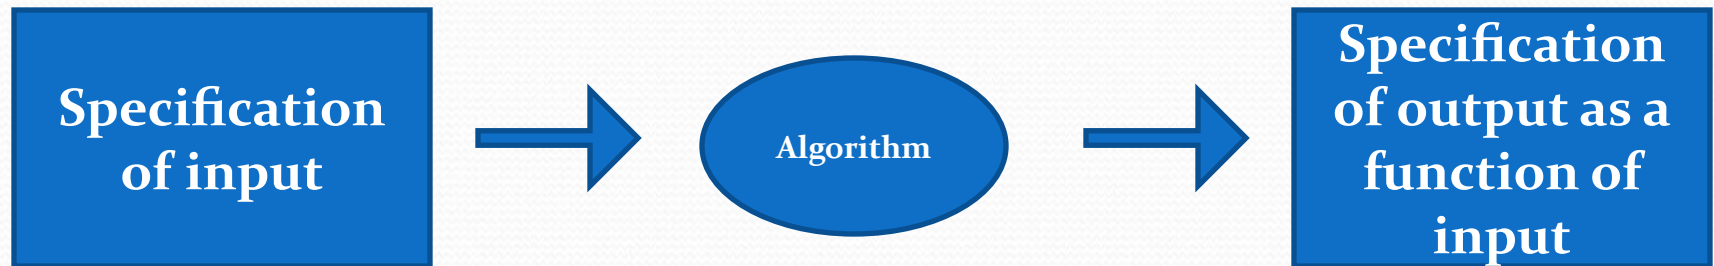 Specification
of input
Algorithm
Specification
of output as a
function of
input